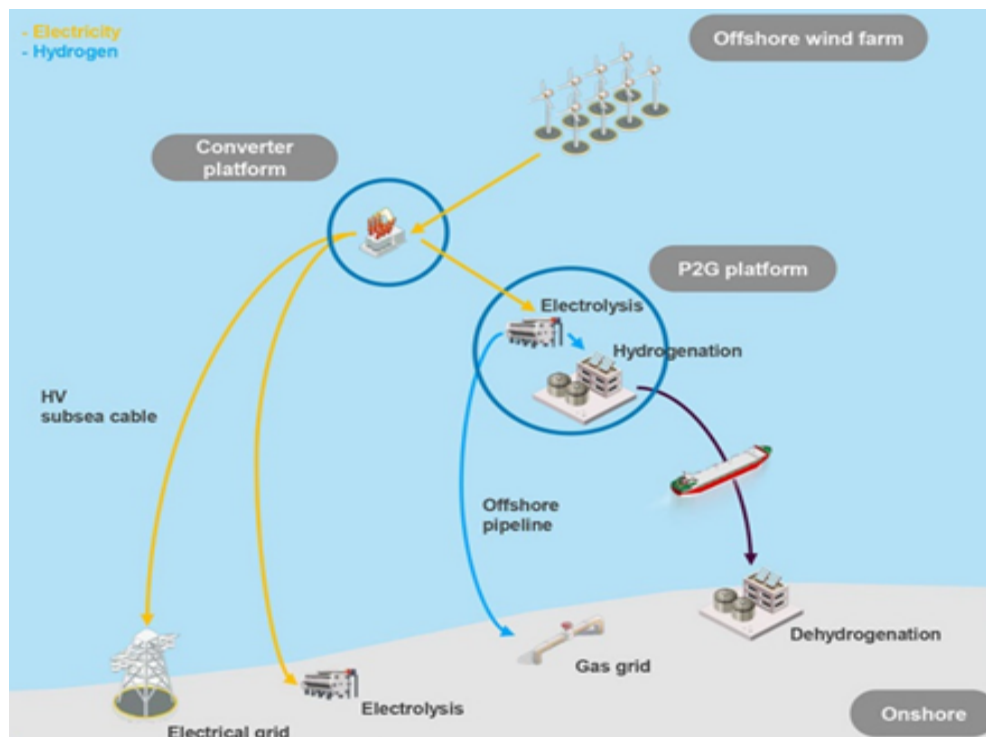 - Electricity
- Hydrogen
Offshore wind farm
Converter
platform
P2G platform
Electrolysis
Hydrogenation
HV
subsea cable
Offshore
pipeline
Dehydrogenation
Gas grid
Electrolysis
Onshore
Electrical grid